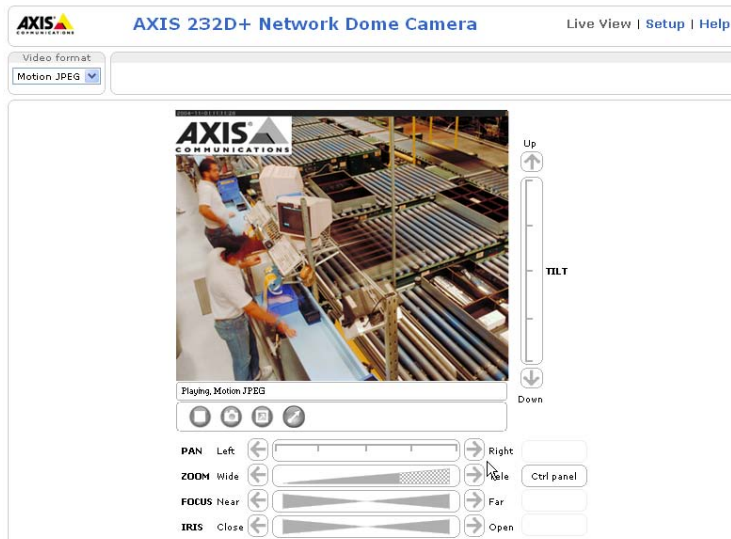 AXIS
COMMUNICATIONS
AXIS 232D+ Network Dome Camera
Live View | Setup | Help
Video format
Motion JPEG
AXIS
COMMUNICATIONS
Up
TILT
Down
Playing, Motion JPEG
PAN Left Right
ZOOM Wide Ctrl panel
FOCUS Near Far
IRIS Close Open